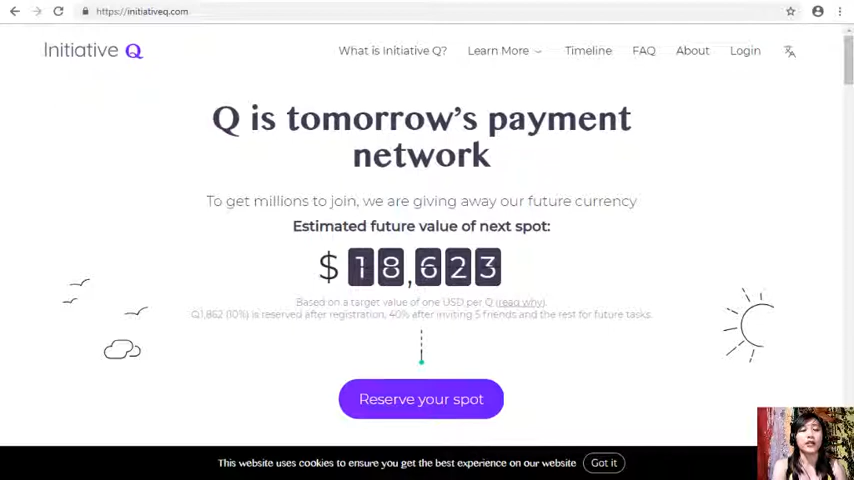 https://initiativeq.com
Initiative Q
What is Initiative Q? Learn More Timeline FAQ About Login
Q is tomorrow's payment
network
To get millions to join, we are giving away our future currency
Estimated future value of next spot:
$ 18,623
Based on a target value of one USD per Q (read why).
Q1,862 (10%) is reserved after registration, 40% after inviting 5 friends and the rest for future tasks.
Reserve your spot
This website uses cookies to ensure you get the best experience on our website Got it